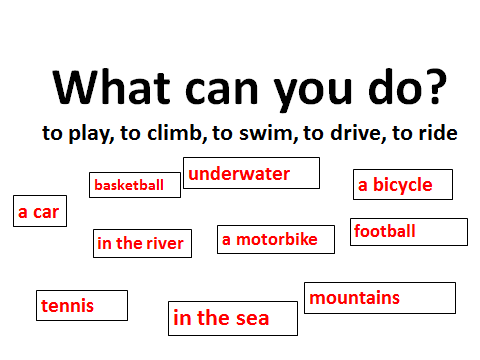 What can you do?
to play, to climb, to swim, to drive, to ride
underwater
basketball
a bicycle
a car
football
in the river
a motorbike
mountains
tennis
in the sea